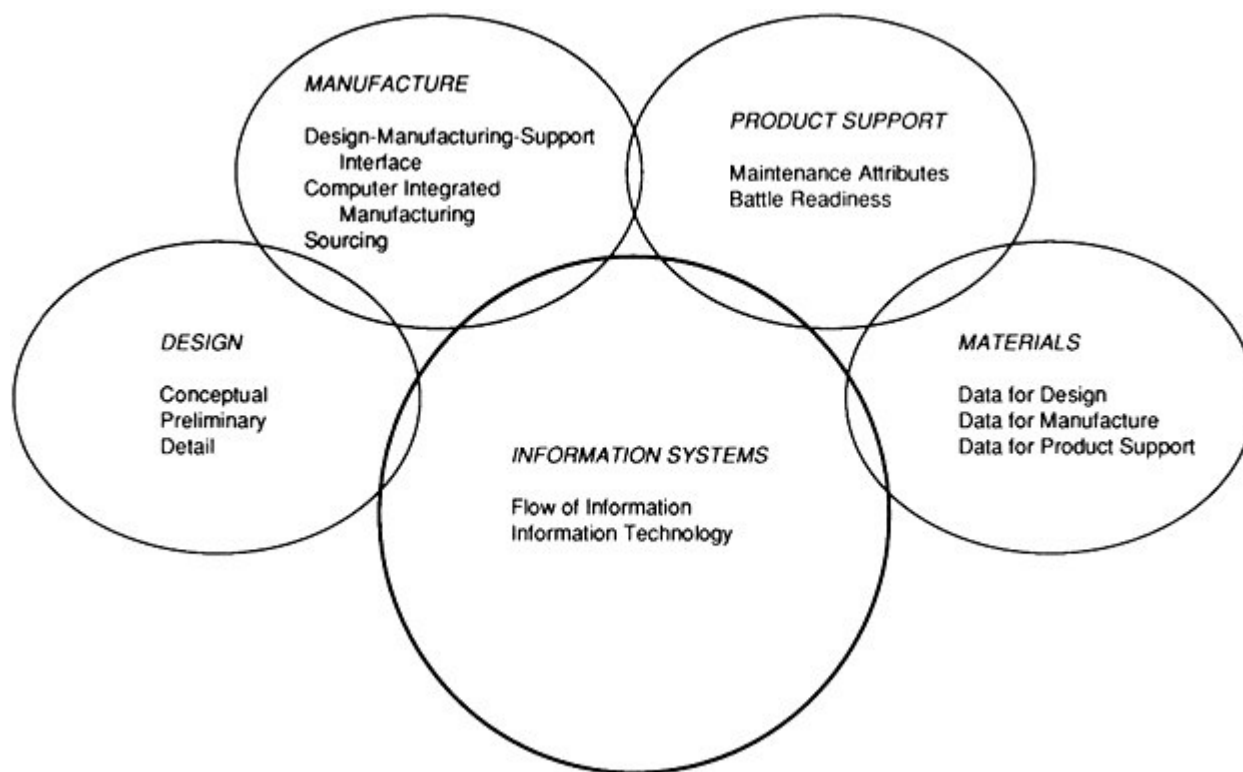 MANUFACTURE
Design-Manufacturing-Support
Interface
Computer Integrated
Manufacturing
Sourcing
PRODUCT SUPPORT
Maintenance Attributes
Battle Readiness
DESIGN
Conceptual
Preliminary
Detail
MATERIALS
Data for Design
Data for Manufacture
Data for Product Support
INFORMATION SYSTEMS
Flow of Information
Information Technology